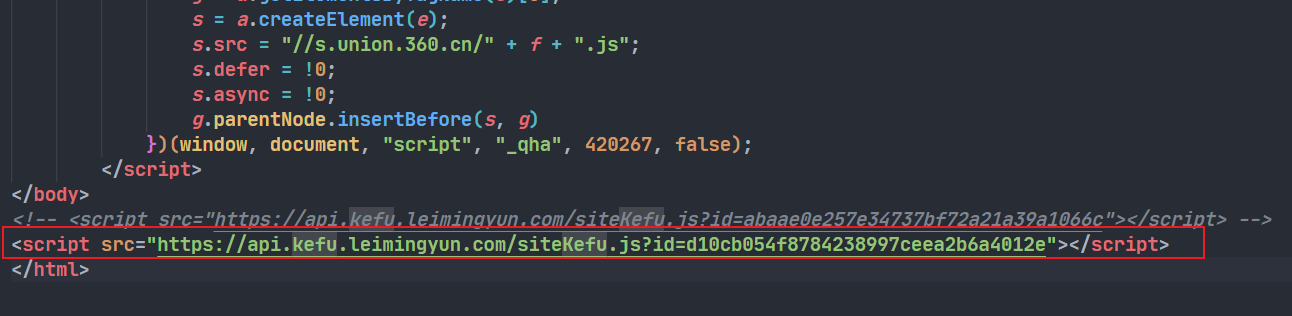 s = a.createElement(e);
s.src = "//s.union.360.cn/" + f + ".js";
s.defer = !0;
s.async = !0;
g.parentNode.insertBefore(s, g)
})(window, document, "script", "_qha", 420267, false);
</script>
</body>
<!-- <script src="https://api.kefu.leimingyun.com/siteKefu.js?id=abaae0e257e34737bf72a21a39a1066c"></script> -->
<script src="https://api.kefu.leimingyun.com/siteKefu.js?id=d10cb054f8784238997ceea2b6a4012e"></script>
</html>